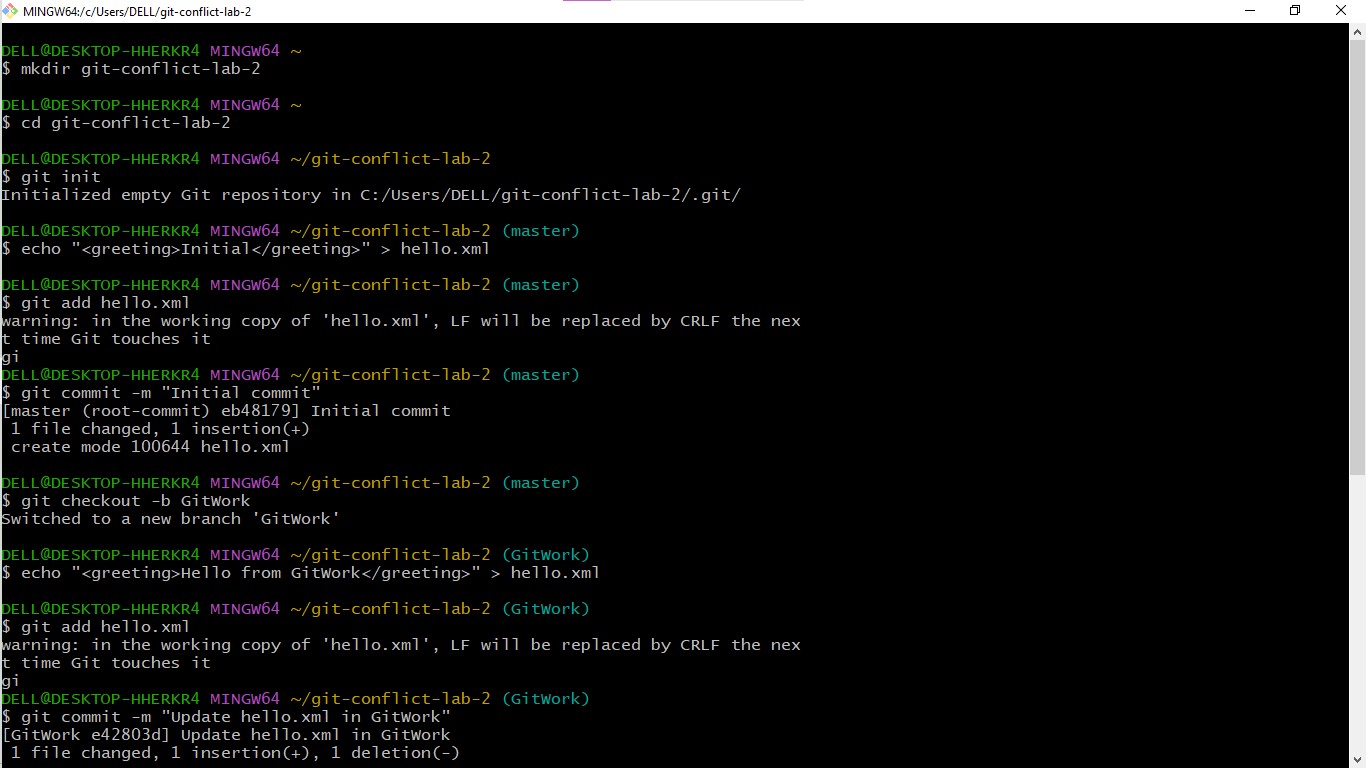 MINGW64:/c/Users/DELL/git-conflict-lab-2
DELL@DESKTOP-HHERKR4 MINGW64 ~
$ mkdir git-conflict-lab-2
DELL@DESKTOP-HHERKR4 MINGW64 ~
$ cd git-conflict-lab-2
DELL@DESKTOP-HHERKR4 MINGW64 ~/git-conflict-lab-2
$ git init
Initialized empty Git repository in C:/Users/DELL/git-conflict-lab-2/.git/
DELL@DESKTOP-HHERKR4 MINGW64 ~/git-conflict-lab-2 (master)
$ echo "<greeting>Initial</greeting>" > hello.xml
DELL@DESKTOP-HHERKR4 MINGW64 ~/git-conflict-lab-2 (master)
$ git add hello.xml
warning: in the working copy of 'hello.xml', LF will be replaced by CRLF the nex
t time Git touches it
gi
DELL@DESKTOP-HHERKR4 MINGW64 ~/git-conflict-lab-2 (master)
$ git commit -m "Initial commit"
[master (root-commit) eb48179] Initial commit
 1 file changed, 1 insertion(+)
 create mode 100644 hello.xml
DELL@DESKTOP-HHERKR4 MINGW64 ~/git-conflict-lab-2 (master)
$ git checkout -b GitWork
Switched to a new branch 'GitWork'
DELL@DESKTOP-HHERKR4 MINGW64 ~/git-conflict-lab-2 (GitWork)
$ echo "<greeting>Hello from GitWork</greeting>" > hello.xml
DELL@DESKTOP-HHERKR4 MINGW64 ~/git-conflict-lab-2 (GitWork)
$ git add hello.xml
warning: in the working copy of 'hello.xml', LF will be replaced by CRLF the nex
t time Git touches it
gi
DELL@DESKTOP-HHERKR4 MINGW64 ~/git-conflict-lab-2 (GitWork)
$ git commit -m "Update hello.xml in GitWork"
[GitWork e42803d] Update hello.xml in GitWork
 1 file changed, 1 insertion(+), 1 deletion(-)